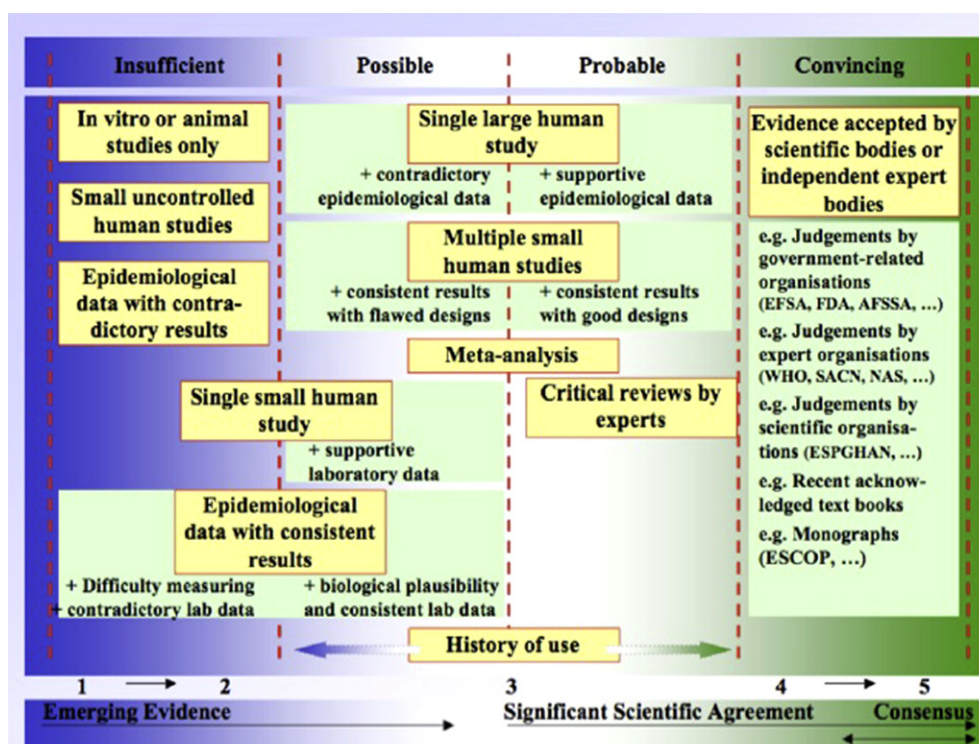 Insufficient
Possible
Probable
Convincing
In vitro or animal
studies only
Small uncontrolled
human studies
Epidemiological
data with contra-
dictory results
Single large human
study
+ contradictory
epidemiological data
+ supportive
epidemiological data
Multiple small
human studies
+ consistent results
with flawed designs
+ consistent results
with good designs
Meta-analysis
Single small human
study
+ supportive
laboratory data
Critical reviews by
experts
Epidemiological
data with consistent
results
+ Difficulty measuring
+ contradictory lab data
+ biological plausibility
and consistent lab data
History of use
Evidence accepted by
scientific bodies or
independent expert
bodies
e.g. Judgements by
government-related
organisations
(EFSA, FDA, AFSSA, …)
e.g. Judgements by
expert organisations
(WHO, SACN, NAS, …)
e.g. Judgements by
scientific organisa-
tions (ESPGHAN, …)
e.g. Recent acknow-
ledged text books
e.g. Monographs
(ESCOP, …)
1 2 3 4 5
Emerging Evidence
Significant Scientific Agreement
Consensus